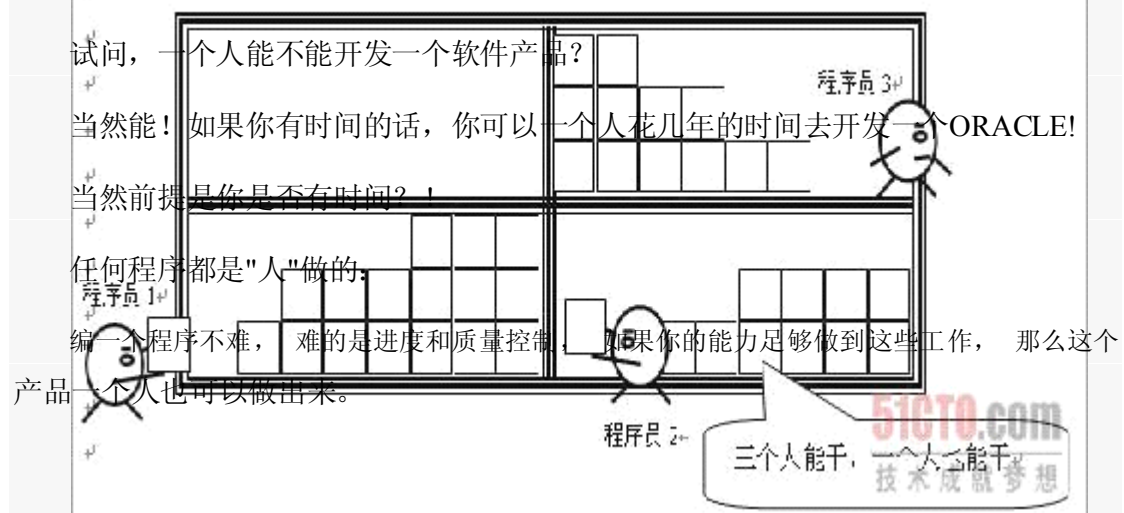 试问，一个人能不能开发一个软件产品？
程序员 3
当然能！如果你有时间的话，你可以一个人花几年的时间去开发一个ORACLE!
当然前提是你是否有时间？！
任何程序都是"人"做的：
程序员 1
编一个程序不难， 难的是进度和质量控制， 如果你的能力足够做到这些工作， 那么这个
产品一个人也可以做出来。
程序员 2
三个人能干，一个人也能干
51CTO.com
技术成就梦想